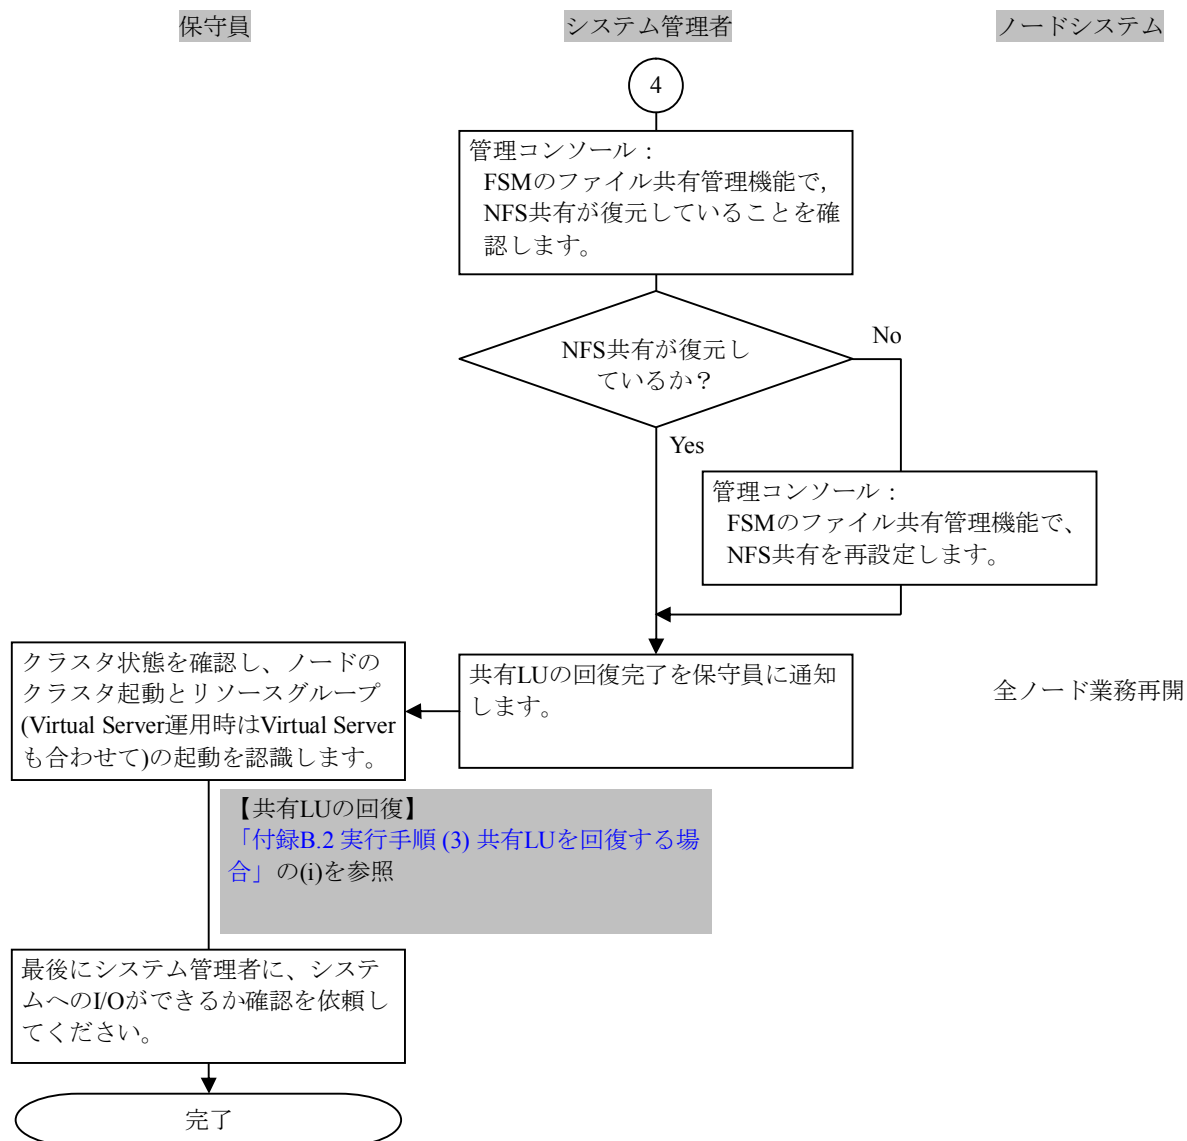 保守員
システム管理者
ノードシステム
4
管理コンソール：
FSMのファイル共有管理機能で,
NFS共有が復元していることを確
認します。
NFS共有が復元し
ているか？
No
Yes
管理コンソール：
FSMのファイル共有管理機能で、
NFS共有を再設定します。
共有LUの回復完了を保守員に通知
します。
全ノード業務再開
クラスタ状態を確認し、ノードの
クラスタ起動とリソースグループ
(Virtual Server運用時はVirtual Server
も合わせて)の起動を認識します。
【共有LUの回復】
「付録B.2 実行手順 (3) 共有LUを回復する場
合」の(i)を参照
最後にシステム管理者に、システ
ムへのI/Oができるか確認を依頼し
てください。
完了